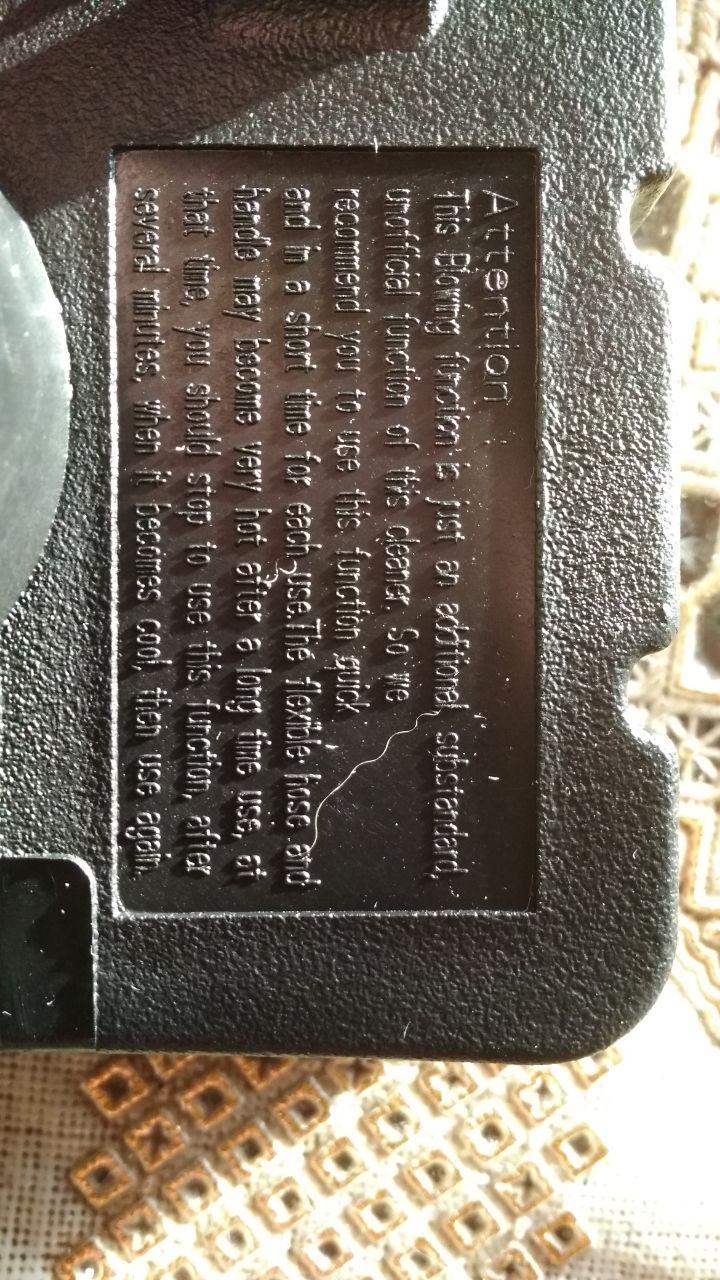 Attention
This Blowing function is just an additional, substandard,
unofficial function of this cleaner. So we
recommend you to use this function quick
and in a short time for each use.The flexible hose and
handle may become very hot after a long time use, at
that time, you should stop to use this function, after
several minutes, when it becomes cool, then use again.